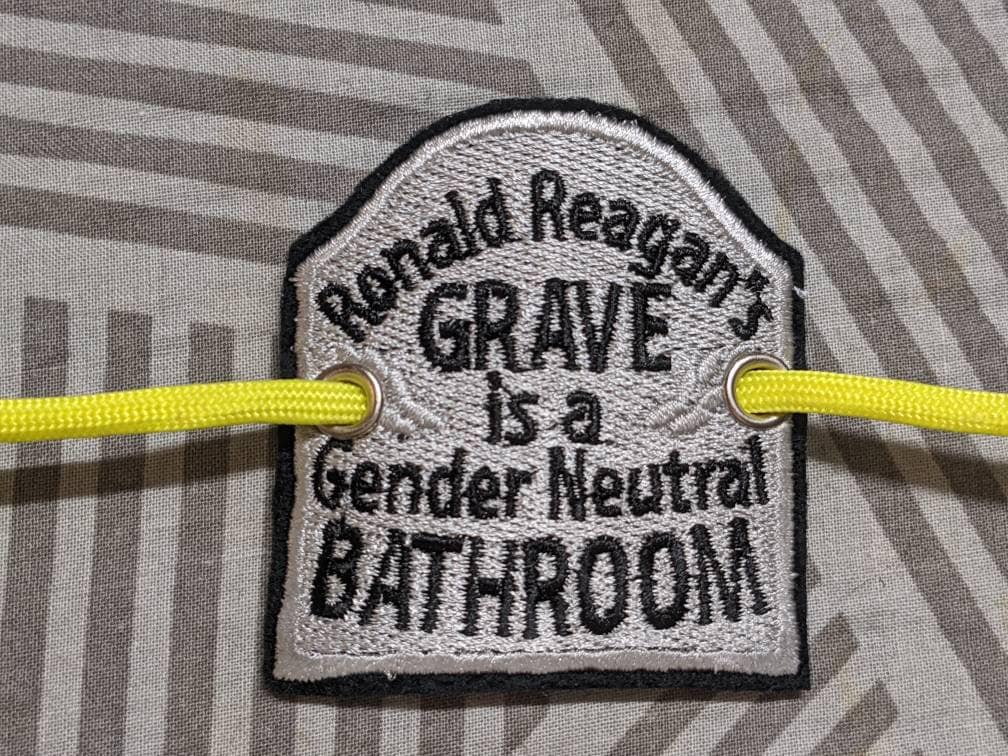 Ronald Reagan's
GRAVE
is a
Gender Neutral
BATHROOM